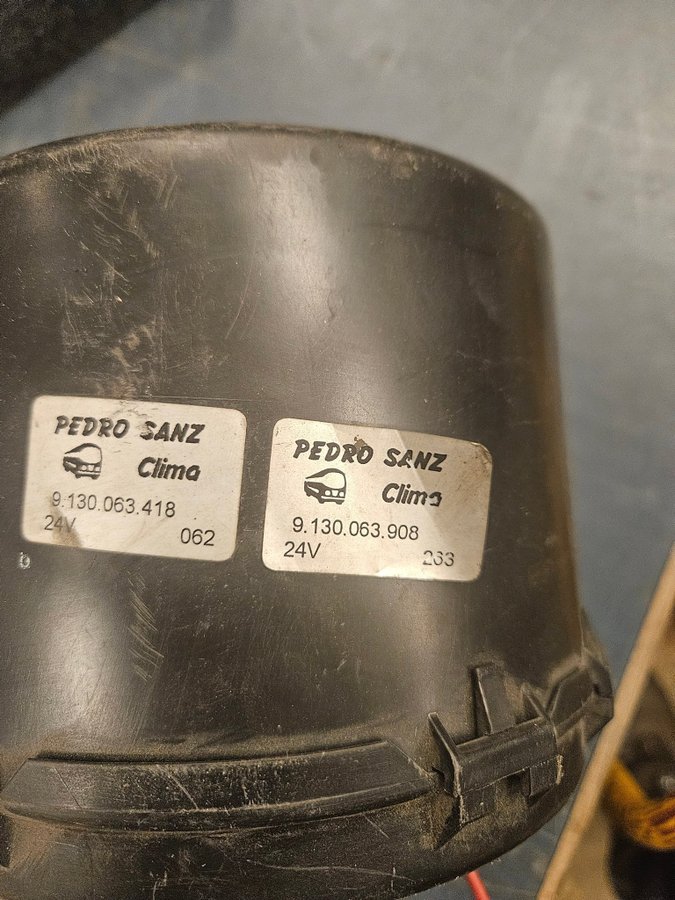 PEDRO SANZ
Clima
9.130.063.418
24V 062
PEDRO SANZ
Clima
9.130.063.908
24V 263
b